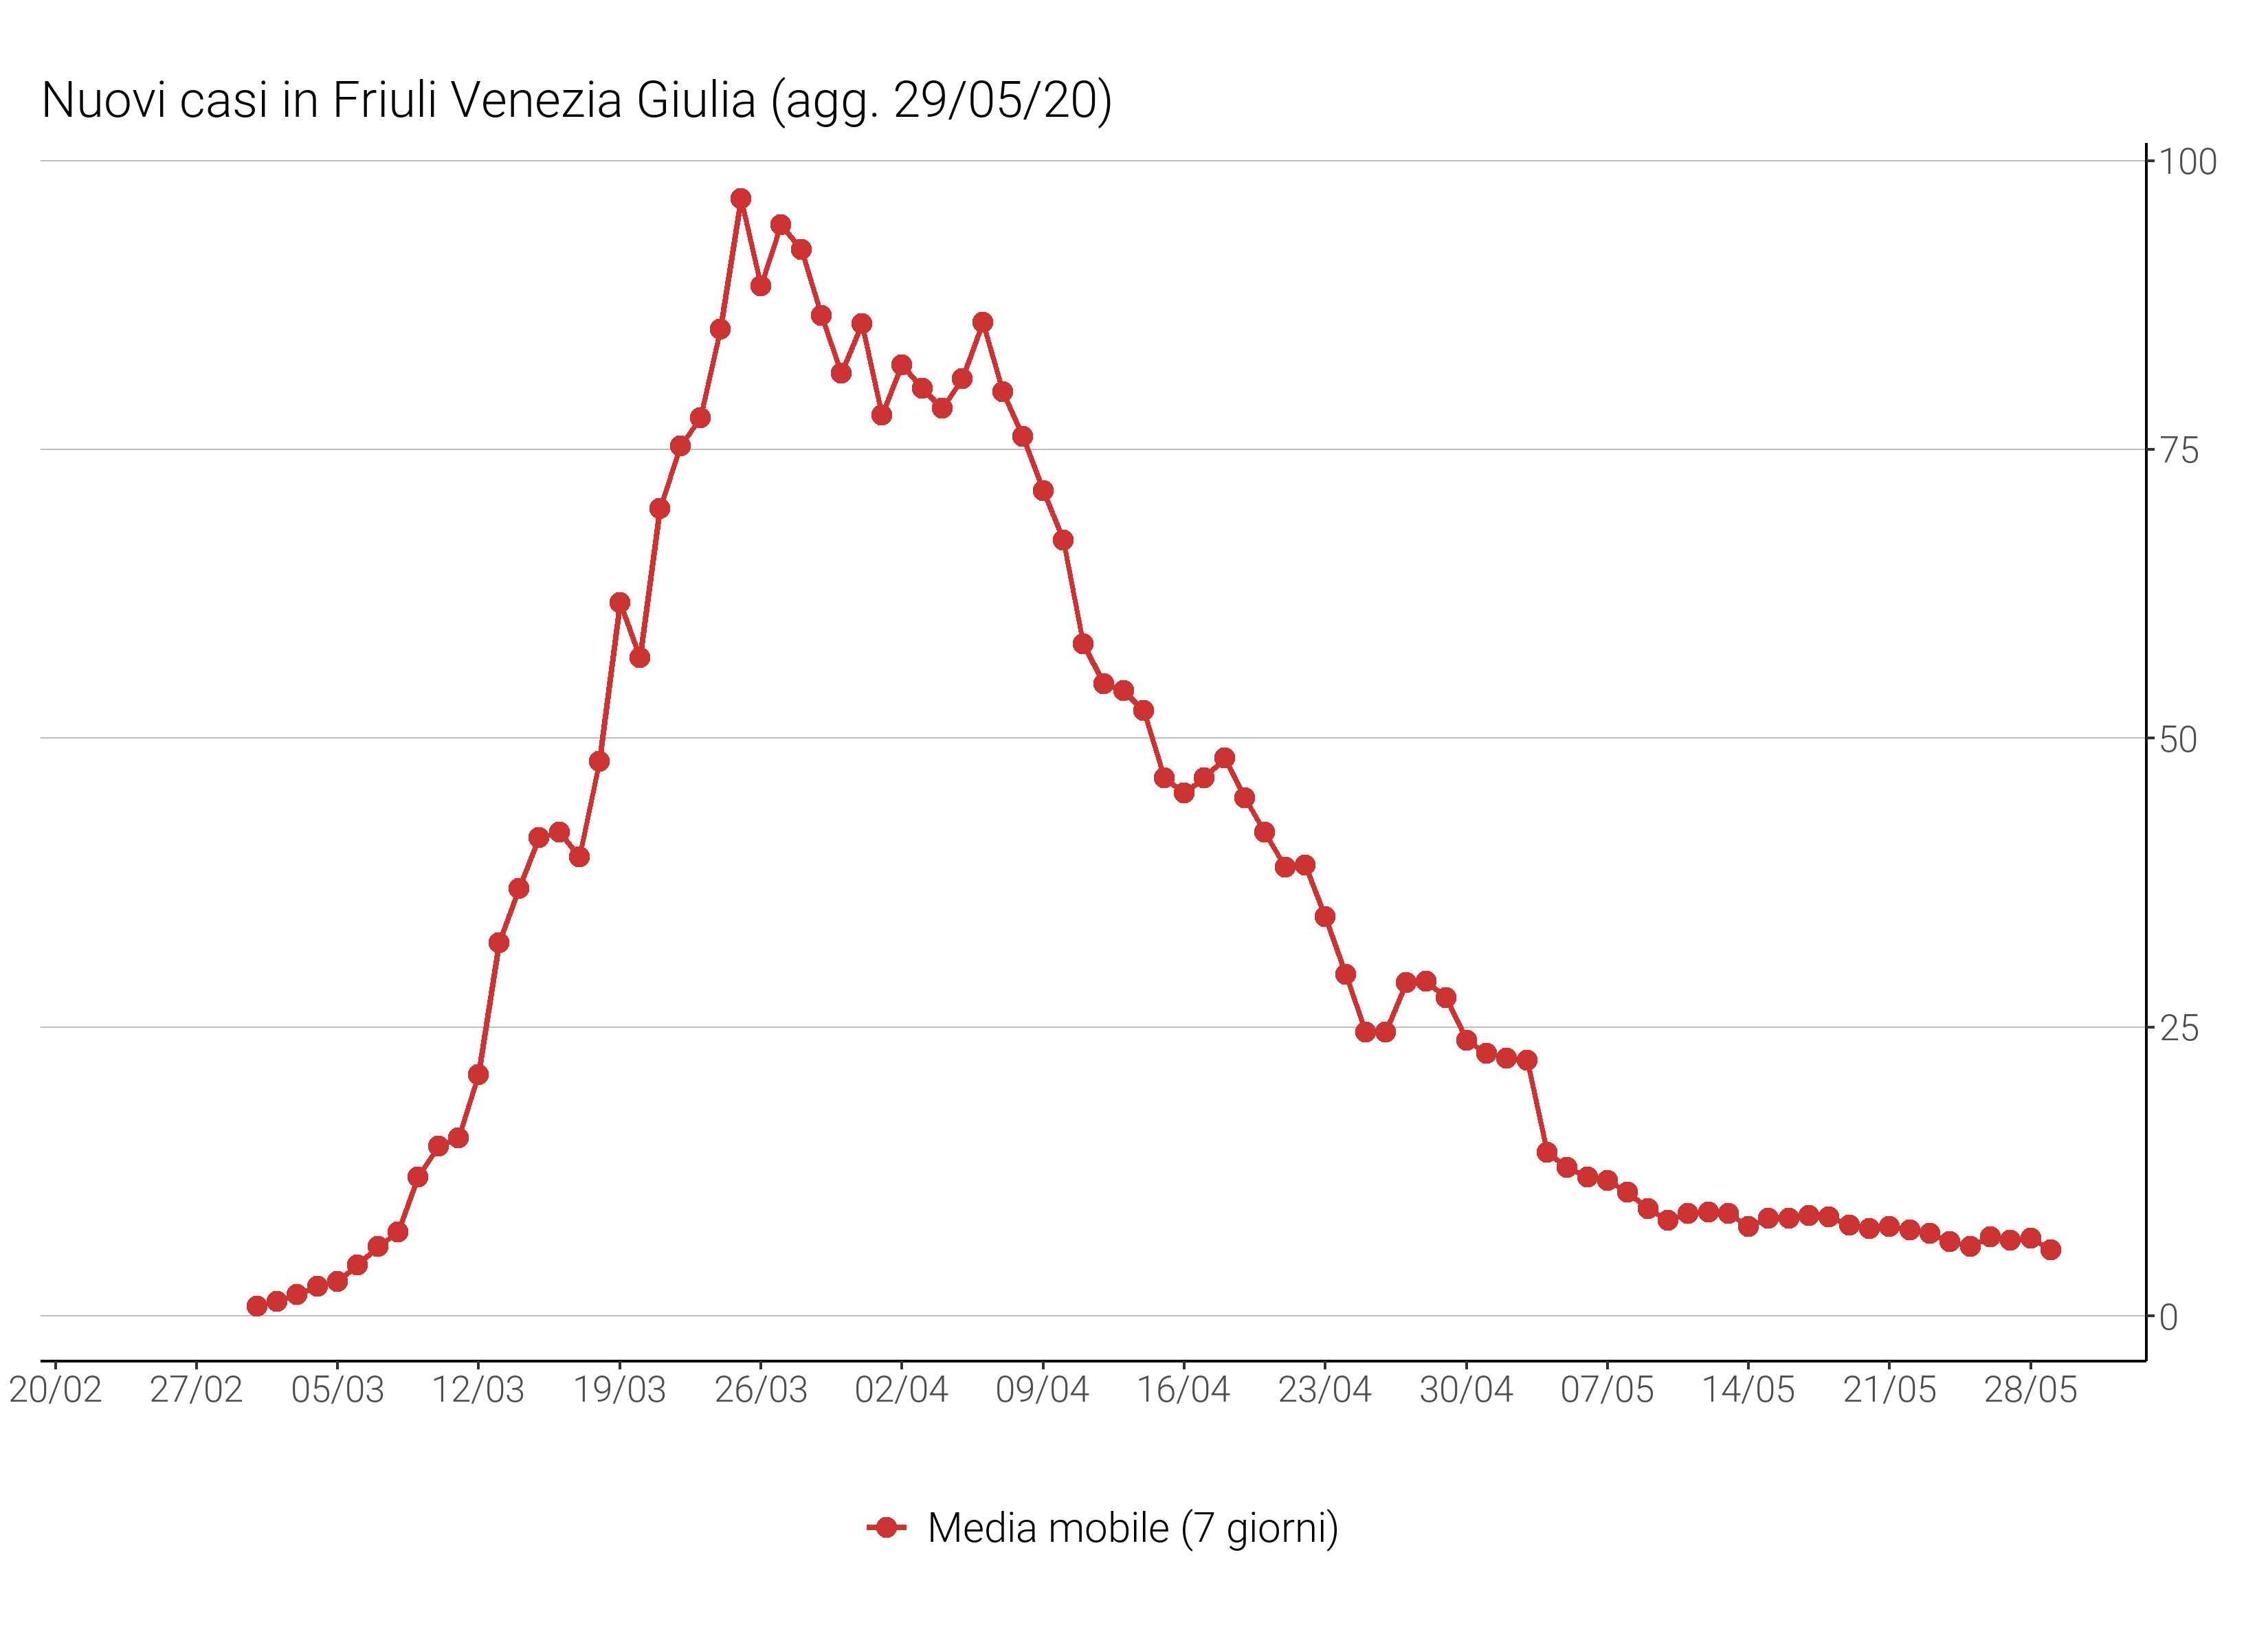 Nuovi casi in Friuli Venezia Giulia (agg. 29/05/20)
100
75
50
25
0
20/02 27/02 05/03 12/03 19/03 26/03 02/04 09/04 16/04 23/04 30/04 07/05 14/05 21/05 28/05
Media mobile (7 giorni)